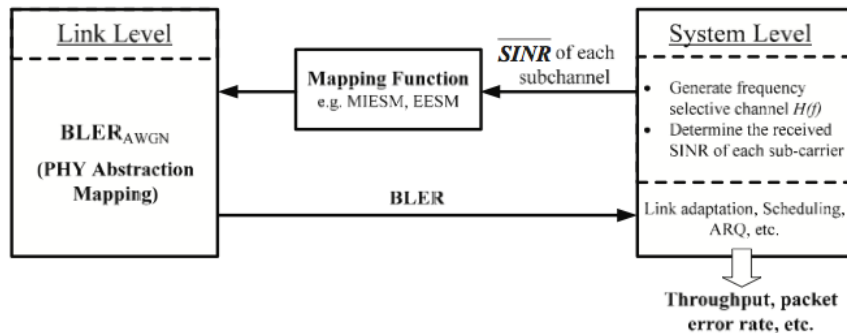 Link Level
BLER AWGN
(PHY Abstraction
Mapping)
Mapping Function
e.g. MIESM, EESM
SINR of each
subchannel
BLER
System Level
• Generate frequency
selective channel H(f)
• Determine the received
SINR of each sub-carrier
Link adaptation, Scheduling,
ARQ, etc.
Throughput, packet
error rate, etc.